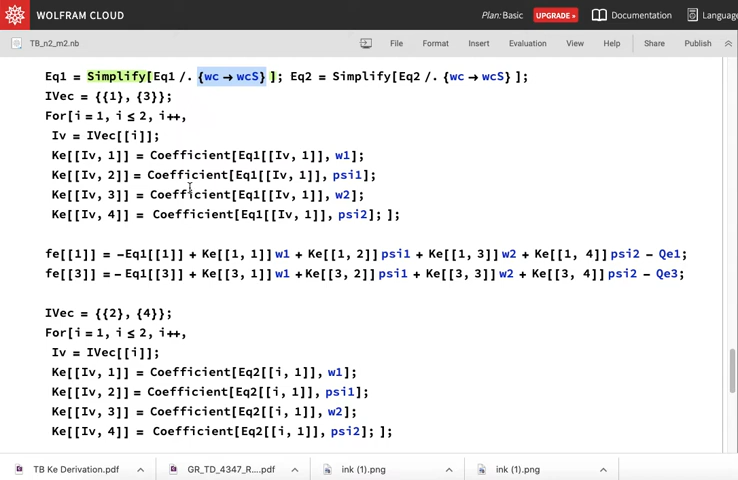 WOLFRAM CLOUD Plan: Basic UPGRADE Documentation Language
TB_n2_m2.nb File Format Insert Evaluation View Help Share Publish
Eq1 = Simplify[Eq1 /. {wc → wcS} ]; Eq2 = Simplify[Eq2 /. {wc → wcS} ];
IVec = {{1}, {3}};
For[i = 1, i ≤ 2, i++,
Iv = IVec[[i]];
Ke[[Iv, 1]] = Coefficient[Eq1[[Iv, 1]], w1];
Ke[[Iv, 2]] = Coefficient[Eq1[[Iv, 1]], psi1];
Ke[[Iv, 3]] = Coefficient[Eq1[[Iv, 1]], w2];
Ke[[Iv, 4]] = Coefficient[Eq1[[Iv, 1]], psi2]; ];
fe[[1]] = -Eq1[[1]] + Ke[[1, 1]] w1 + Ke[[1, 2]] psi1 + Ke[[1, 3]] w2 + Ke[[1, 4]] psi2 - Qe1;
fe[[3]] = - Eq1[[3]] + Ke[[3, 1]] w1 +Ke[[3, 2]] psi1 + Ke[[3, 3]] w2 + Ke[[3, 4]] psi2 - Qe3;
IVec = {{2}, {4}};
For[i = 1, i ≤ 2, i++,
Iv = IVec[[i]];
Ke[[Iv, 1]] = Coefficient[Eq2[[i, 1]], w1];
Ke[[Iv, 2]] = Coefficient[Eq2[[i, 1]], psi1];
Ke[[Iv, 3]] = Coefficient[Eq2[[i, 1]], w2];
Ke[[Iv, 4]] = Coefficient[Eq2[[i, 1]], psi2]; ];
TB Ke Derivation.pdf GR_TD_4347_R....pdf ink (1).png ink (1).png